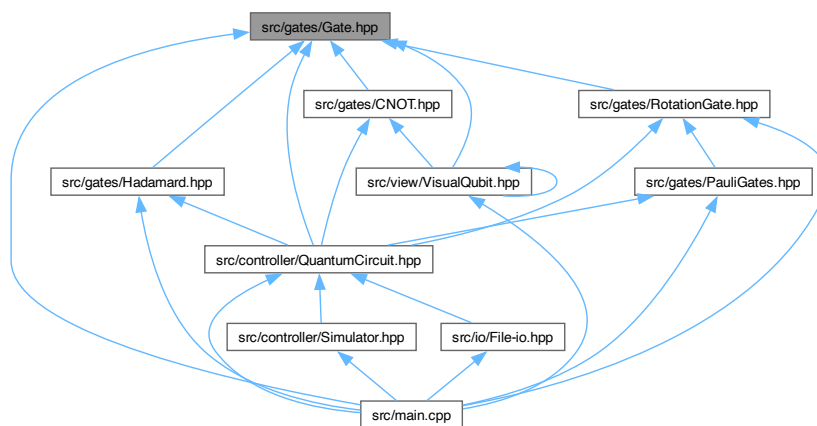 src/gates/Gate.hpp
src/gates/CNOT.hpp
src/gates/RotationGate.hpp
src/gates/Hadamard.hpp
src/view/VisualQubit.hpp
src/gates/PauliGates.hpp
src/controller/QuantumCircuit.hpp
src/controller/Simulator.hpp
src/io/File-io.hpp
src/main.cpp